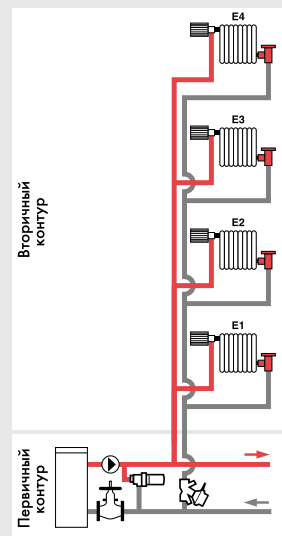 E4
E3
E2
E1
Вторичный
контур
Первичный
контур